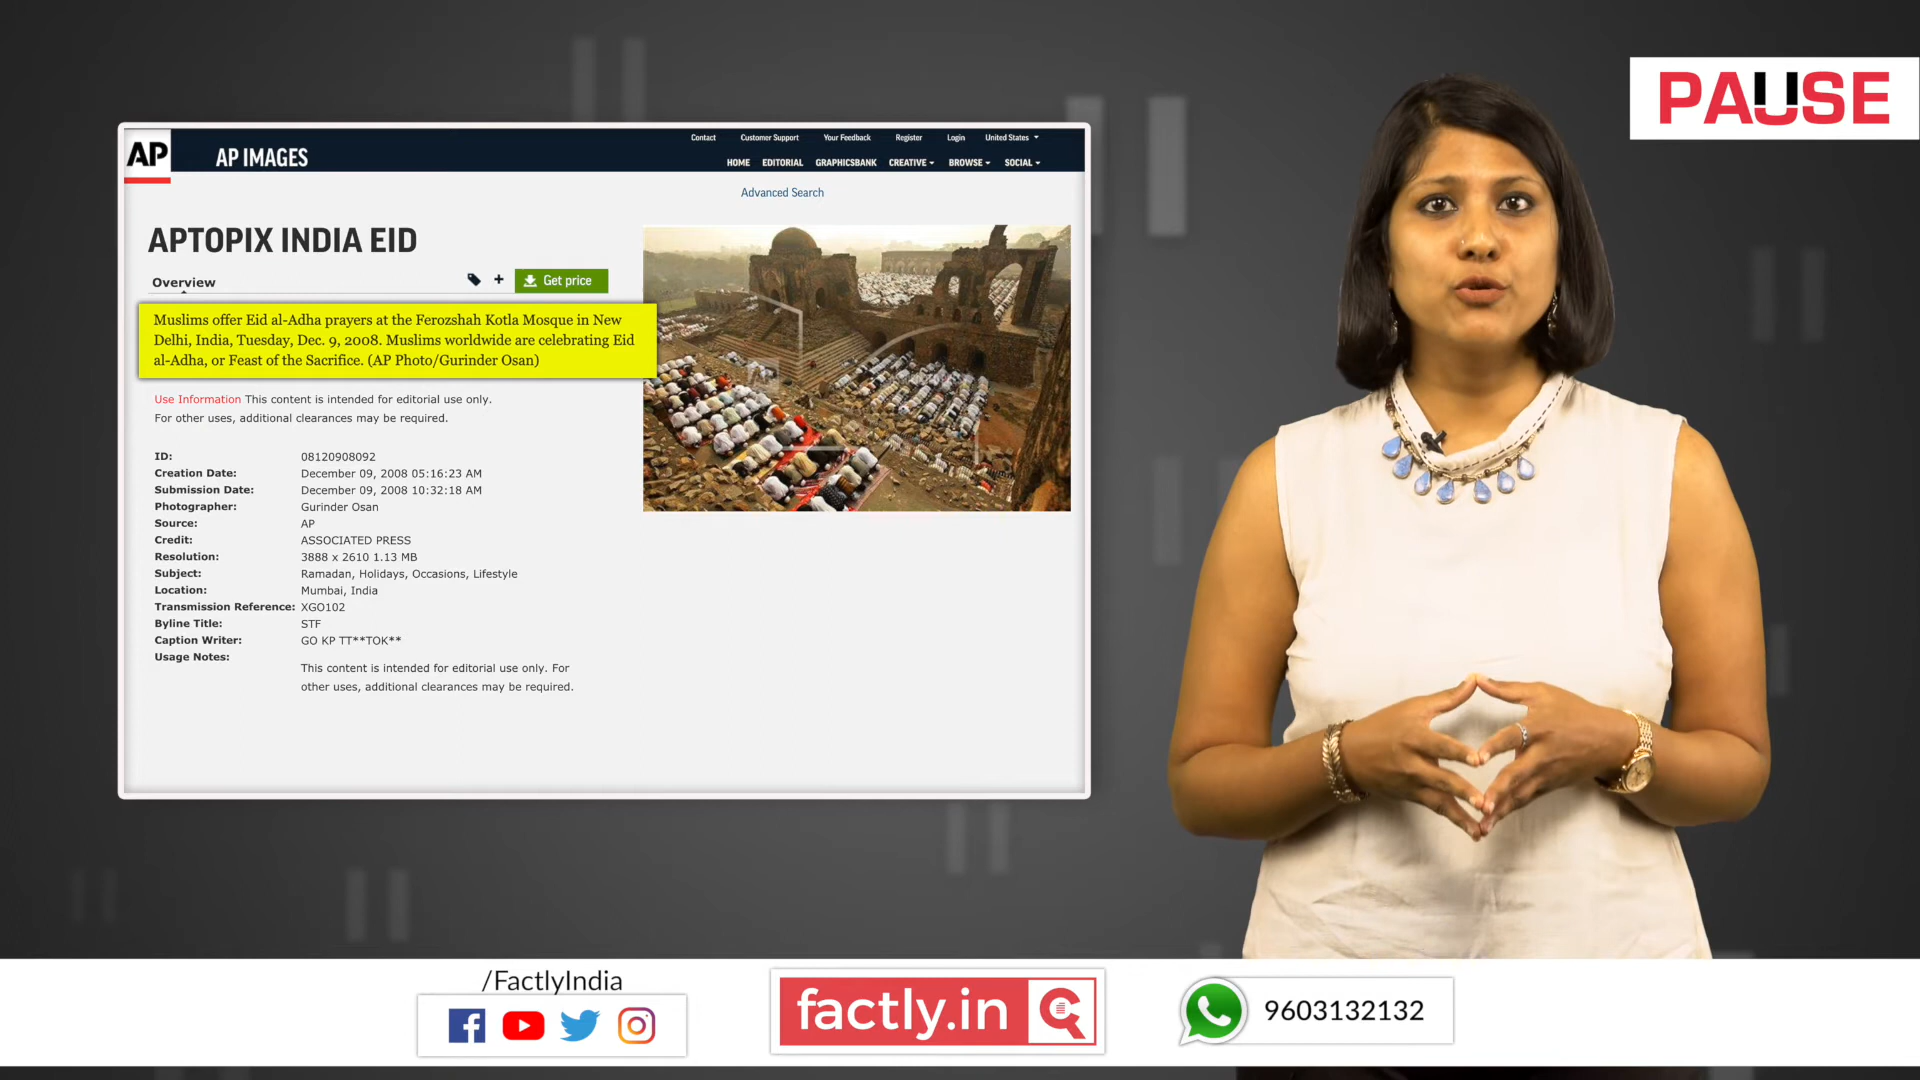 PAUSE
AP
AP IMAGES
Contact Customer Support Your Feedback Register Login United States
HOME EDITORIAL GRAPHICSBANK CREATIVE BROWSE SOCIAL
Advanced Search
APTOPIX INDIA EID
Overview
Get price
Muslims offer Eid al-Adha prayers at the Ferozshah Kotla Mosque in New
Delhi, India, Tuesday, Dec. 9, 2008. Muslims worldwide are celebrating Eid
al-Adha, or Feast of the Sacrifice. (AP Photo/Gurinder Osan)
Use Information This content is intended for editorial use only.
For other uses, additional clearances may be required.
ID: 08120908092
Creation Date: December 09, 2008 05:16:23 AM
Submission Date: December 09, 2008 10:32:18 AM
Photographer: Gurinder Osan
Source: AP
Credit: ASSOCIATED PRESS
Resolution: 3888 x 2610 1.13 MB
Subject: Ramadan, Holidays, Occasions, Lifestyle
Location: Mumbai, India
Transmission Reference: XGO102
Byline Title: STF
Caption Writer: GO KP TT**TOK**
Usage Notes:
This content is intended for editorial use only. For
other uses, additional clearances may be required.
/FactlyIndia
factly.in
9603132132